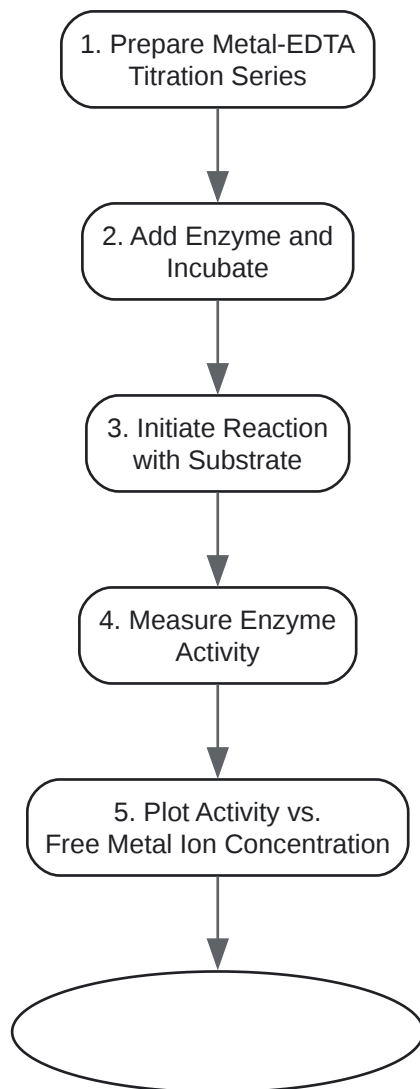 1. Prepare Metal-EDTA
Titration Series
2. Add Enzyme and
Incubate
3. Initiate Reaction
with Substrate
4. Measure Enzyme
Activity
5. Plot Activity vs.
Free Metal Ion Concentration